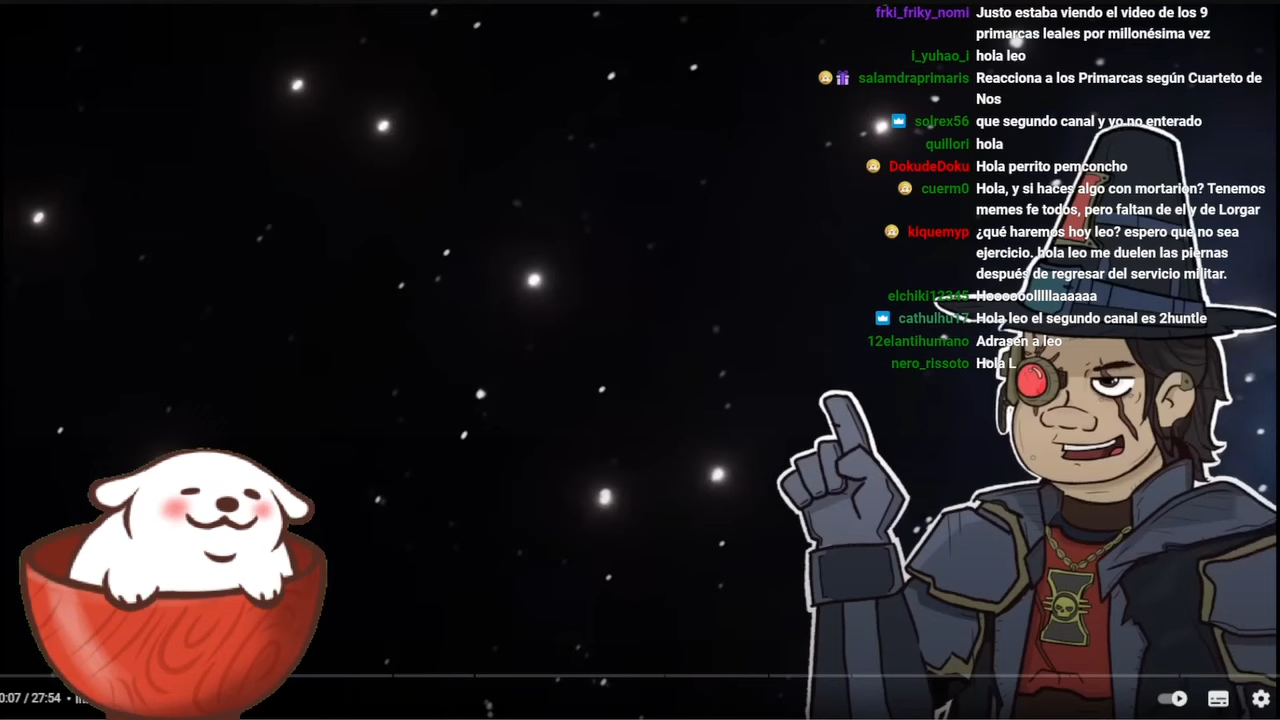 frki_friky_nomi Justo estaba viendo el video de los 9
primarcas leales por millonésima vez
i_yuhao_i hola leo
salamdraprimaris Reacciona a los Primarcas según Cuarteto de
Nos
solrex56 que segundo canal y yo no enterado
quillori hola
DokudeDoku Hola perrito pemconcho
cuerm0 Hola, y si haces algo con mortarion? Tenemos
memes fe todos, pero faltan de el y de Lorgar
kiquemyp ¿qué haremos hoy leo? espero que no sea
ejercicio. hola leo me duelen las piernas
después de regresar del servicio militar.
elchiki12345 Hoooooolllllaaaaaa
cathulhu17 Hola leo el segundo canal es 2huntle
12elantihumano Adrasen a leo
nero_rissoto Hola L
0:07 / 27:54 •